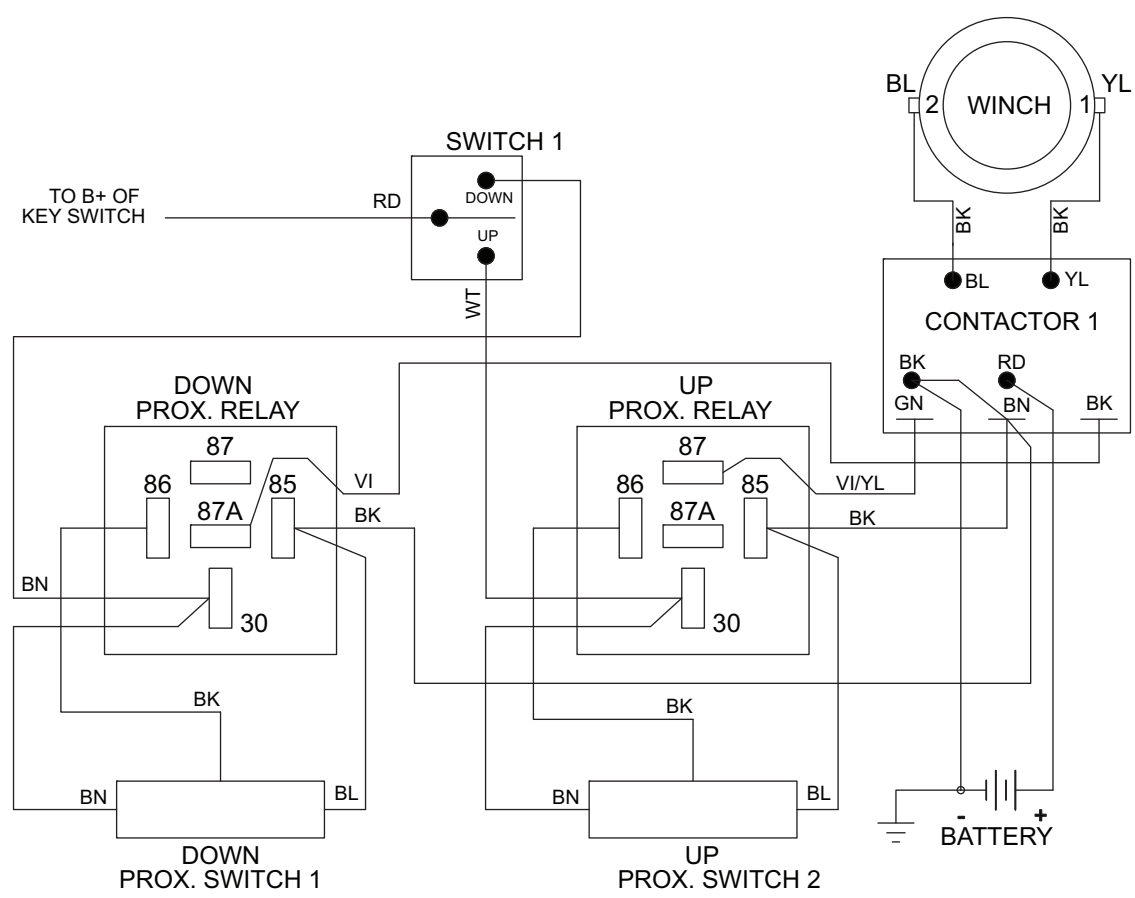 BL
YL
2
WINCH
1
SWITCH 1
TO B+ OF
KEY SWITCH
RD
DOWN
UP
WT
BK
BK
BL
YL
CONTACTOR 1
BK
RD
GN
BN
BK
DOWN
PROX. RELAY
87
86
85
87A
VI
BK
BN
30
UP
PROX. RELAY
87
86
85
87A
VI/YL
BK
30
BK
BN
BL
DOWN
PROX. SWITCH 1
BK
BN
BL
UP
PROX. SWITCH 2
-
+
BATTERY